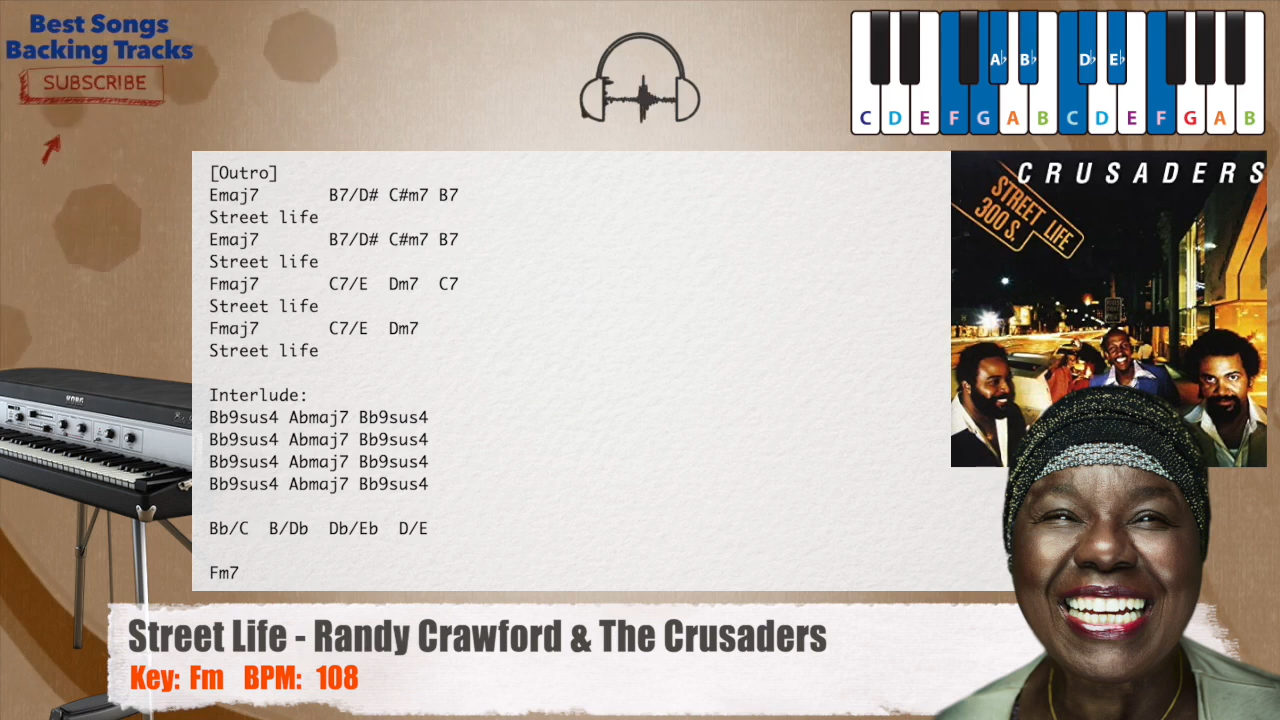 Best Songs
Backing Tracks
SUBSCRIBE
A♭ B♭ D♭ E♭
C D E F G A B C D E F G A B
[Outro]
Emaj7 B7/D# C#m7 B7
Street life
Emaj7 B7/D# C#m7 B7
Street life
Fmaj7 C7/E Dm7 C7
Street life
Fmaj7 C7/E Dm7
Street life
Interlude:
Bb9sus4 Abmaj7 Bb9sus4
Bb9sus4 Abmaj7 Bb9sus4
Bb9sus4 Abmaj7 Bb9sus4
Bb9sus4 Abmaj7 Bb9sus4
Bb/C B/Db Db/Eb D/E
Fm7
CRUSADERS
STREET LIFE
300 S.
KORG
Street Life - Randy Crawford & The Crusaders
Key: Fm BPM: 108